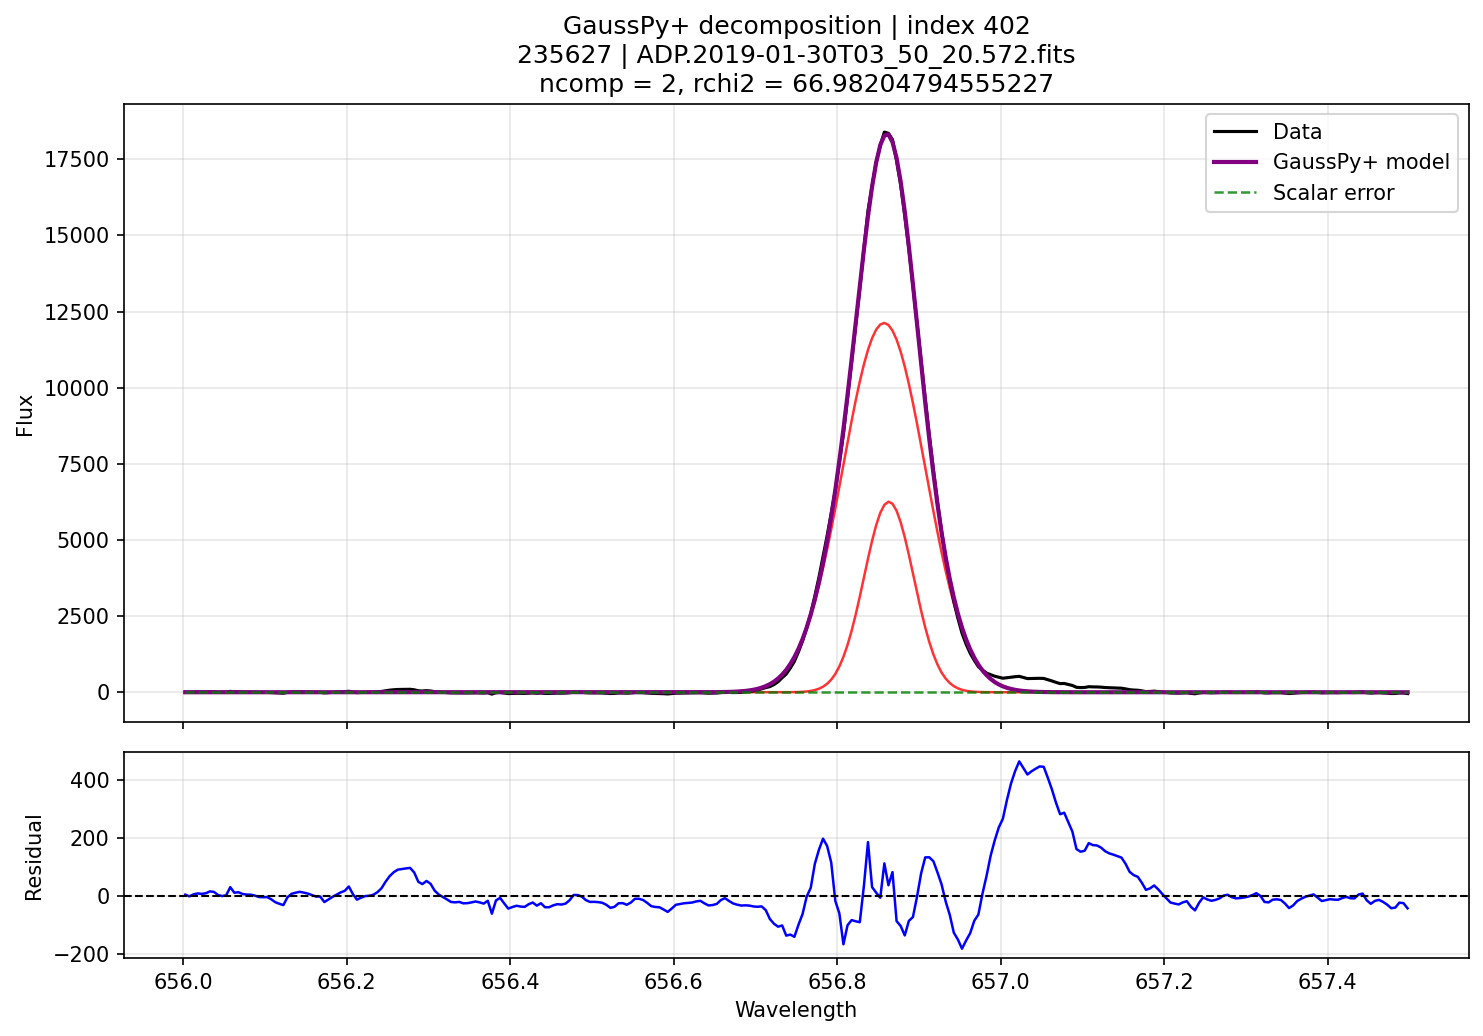 GaussPy+ decomposition | index 402
235627 | ADP.2019-01-30T03_50_20.572.fits
ncomp = 2, rchi2 = 66.98204794555227
Data
GaussPy+ model
Scalar error
17500
15000
12500
10000
7500
5000
2500
0
Flux
400
200
0
−200
Residual
656.0 656.2 656.4 656.6 656.8 657.0 657.2 657.4
Wavelength